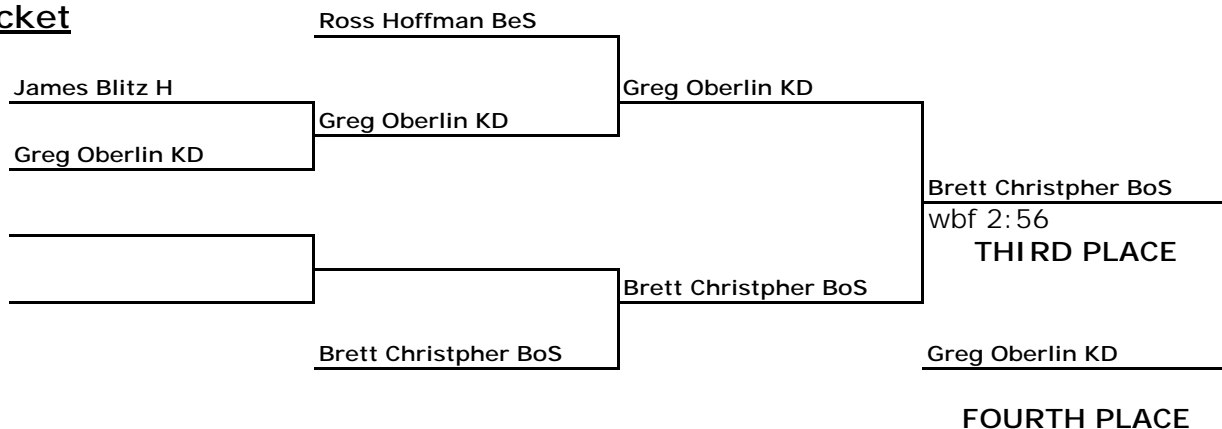 cket
Ross Hoffman BeS
James Blitz H
Greg Oberlin KD
Greg Oberlin KD
Greg Oberlin KD
Brett Christpher BoS
wbf 2:56
THIRD PLACE
Brett Christpher BoS
Brett Christpher BoS
Greg Oberlin KD
FOURTH PLACE